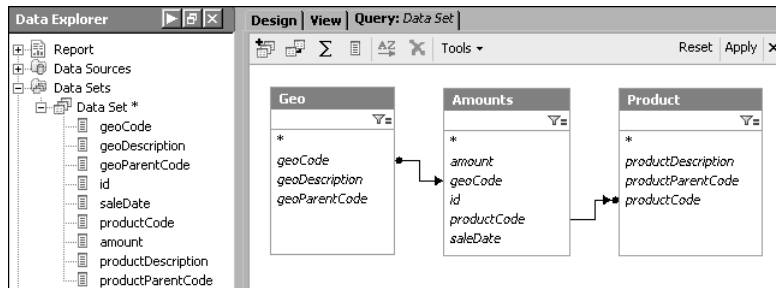 Data Explorer
Report
Data Sources
Data Sets
Data Set *
geoCode
geoDescription
geoParentCode
id
saleDate
productCode
amount
productDescription
productParentCode
Design View Query: Data Set
Σ AZ Tools Reset Apply
Geo
*
geoCode
geoDescription
geoParentCode
Amounts
*
amount
geoCode
id
productCode
saleDate
Product
*
productDescription
productParentCode
productCode